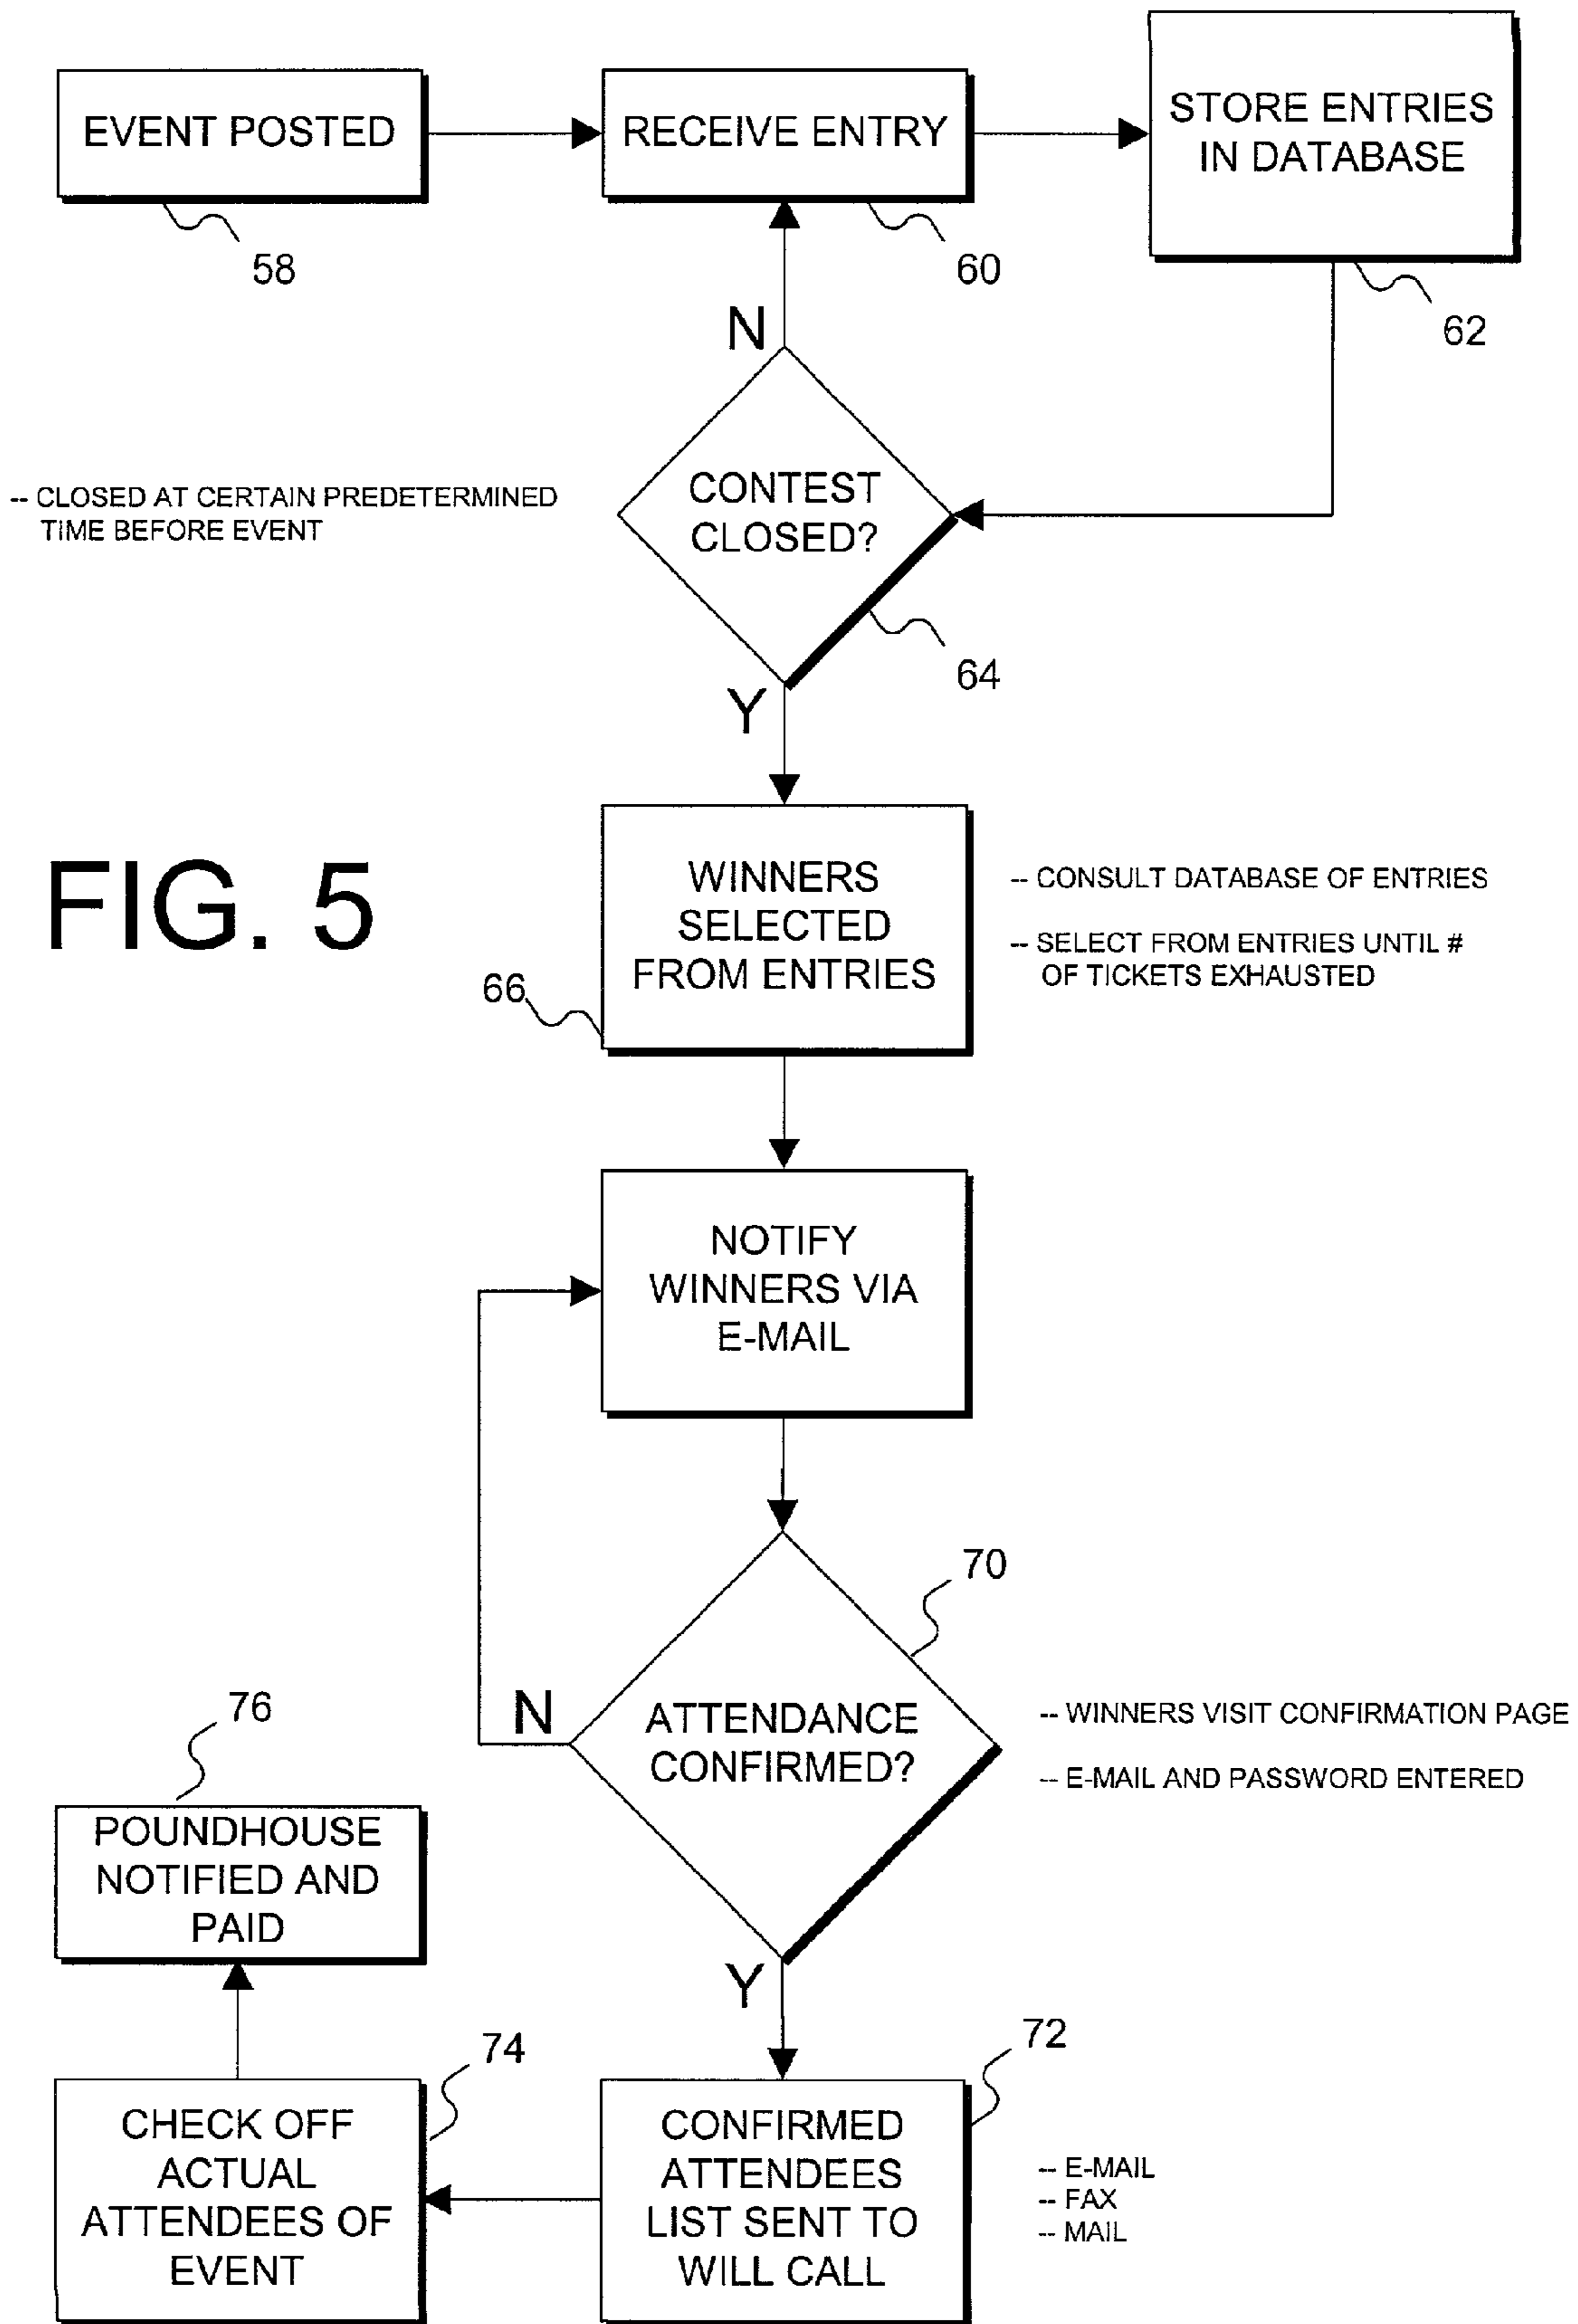 EVENT POSTED
58
RECEIVE ENTRY
60
STORE ENTRIES
IN DATABASE
62
N
CONTEST
CLOSED?
64
-- CLOSED AT CERTAIN PREDETERMINED
TIME BEFORE EVENT
Y
FIG. 5
WINNERS
SELECTED
FROM ENTRIES
66
-- CONSULT DATABASE OF ENTRIES
-- SELECT FROM ENTRIES UNTIL #
OF TICKETS EXHAUSTED
NOTIFY
WINNERS VIA
E-MAIL
70
N
ATTENDANCE
CONFIRMED?
-- WINNERS VISIT CONFIRMATION PAGE
-- E-MAIL AND PASSWORD ENTERED
Y
72
CONFIRMED
ATTENDEES
LIST SENT TO
WILL CALL
-- E-MAIL
-- FAX
-- MAIL
74
CHECK OFF
ACTUAL
ATTENDEES OF
EVENT
76
POUNDHOUSE
NOTIFIED AND
PAID